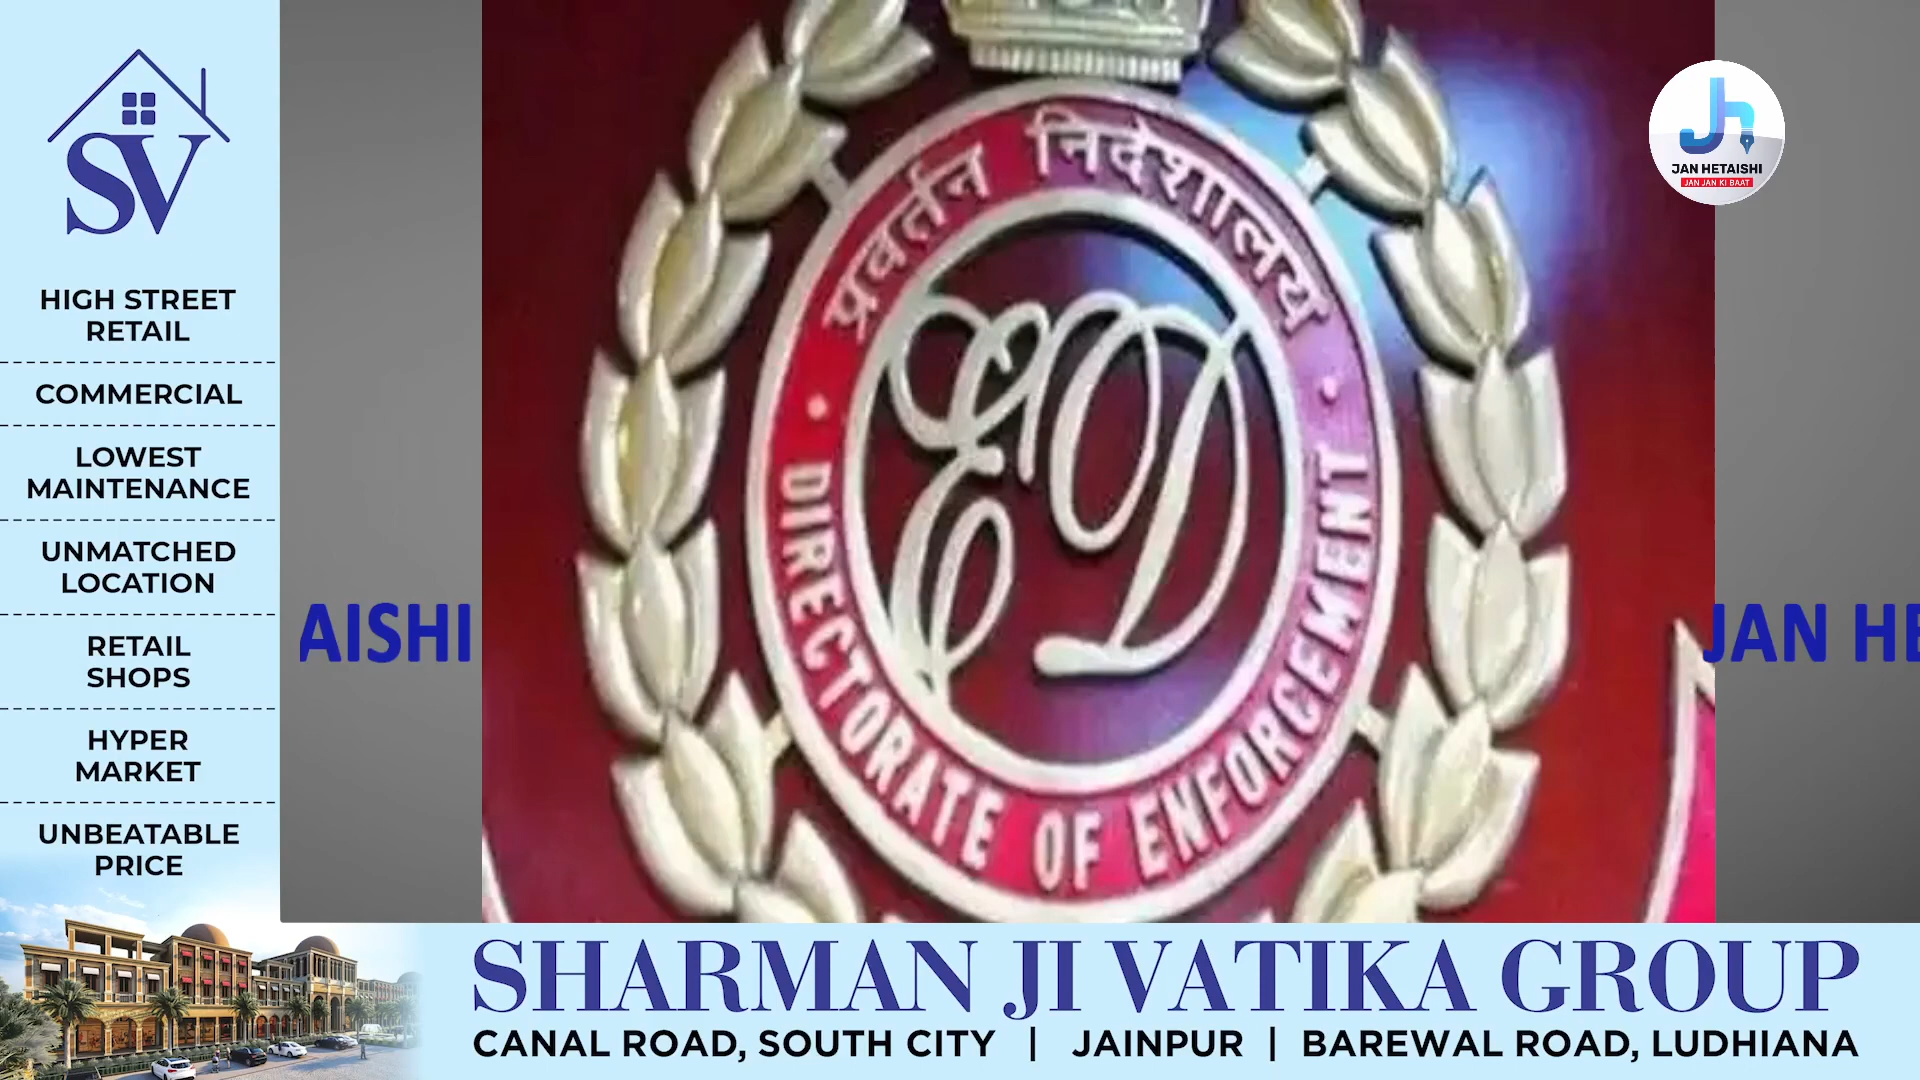 SV
HIGH STREET
RETAIL
COMMERCIAL
LOWEST
MAINTENANCE
UNMATCHED
LOCATION
RETAIL
SHOPS
HYPER
MARKET
UNBEATABLE
PRICE
AISHI
प्रवर्तन निदेशालय
ED
DIRECTORATE OF ENFORCEMENT
Jh
JAN HETAISHI
JAN JAN KI BAAT
JAN HE
SHARMAN JI VATIKA GROUP
CANAL ROAD, SOUTH CITY | JAINPUR | BAREWAL ROAD, LUDHIANA